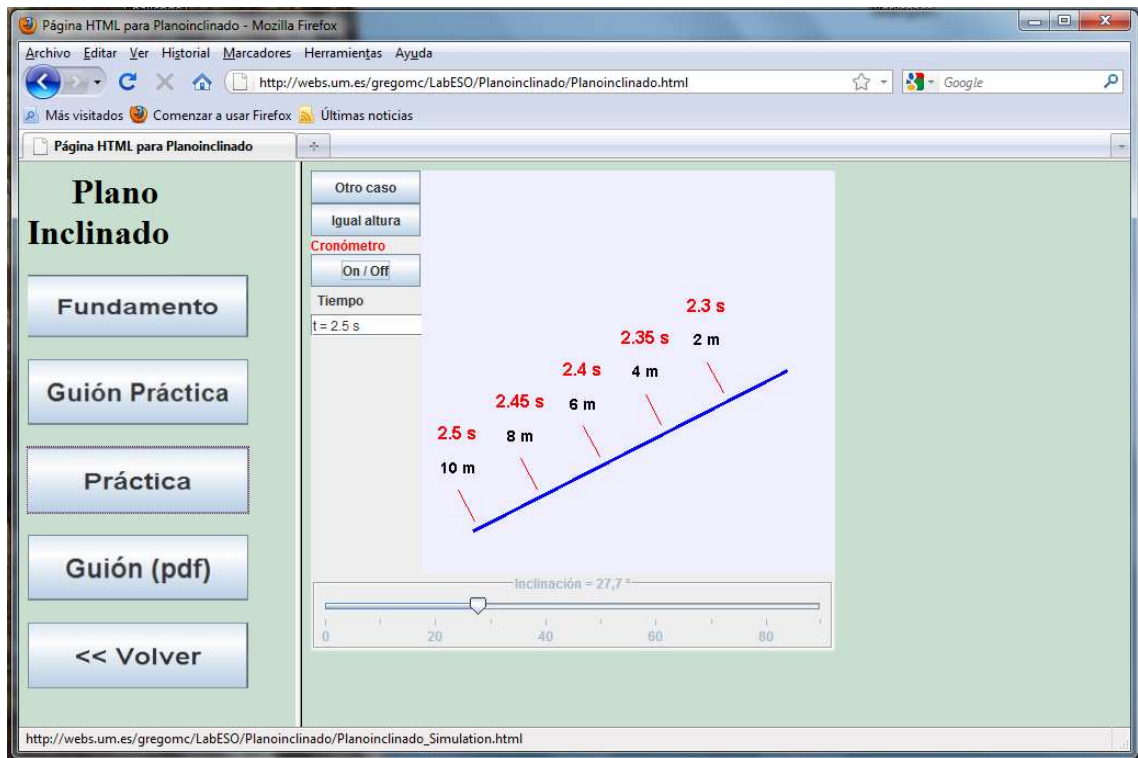 Página HTML para Planoinclinado - Mozilla Firefox
Archivo Editar Ver Historial Marcadores Herramientas Ayuda
http://webs.um.es/gregomc/LabESO/Planoinclinado/Planoinclinado.html
Google
Más visitados Comenzar a usar Firefox Últimas noticias
Página HTML para Planoinclinado
Plano
Inclinado
Fundamento
Guión Práctica
Práctica
Guión (pdf)
<< Volver
Otro caso
Igual altura
Cronómetro
On / Off
Tiempo
t = 2.5 s
2.3 s
2 m
2.35 s
4 m
2.4 s
6 m
2.45 s
8 m
2.5 s
10 m
Inclinación = 27,7 °
0 20 40 60 80
http://webs.um.es/gregomc/LabESO/Planoinclinado/Planoinclinado_Simulation.html